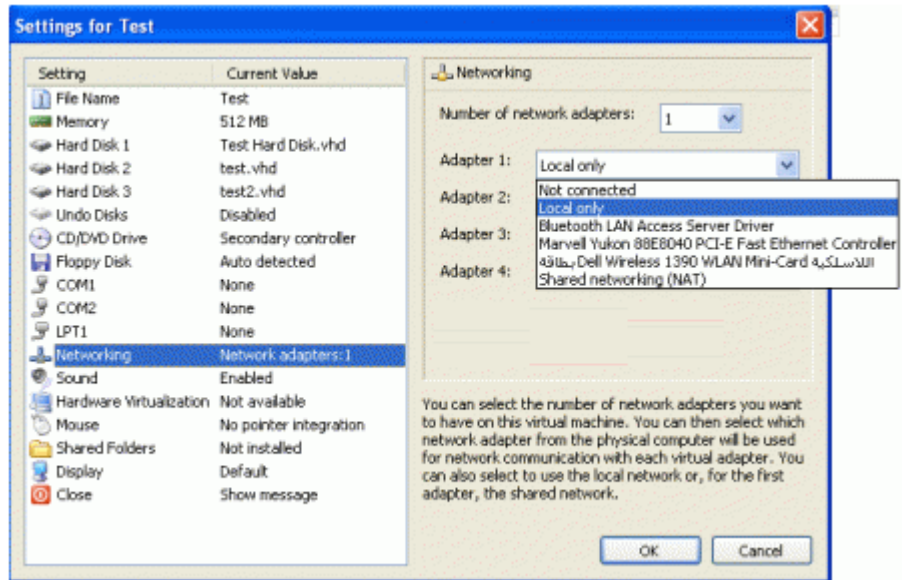 Settings for Test
Setting Current Value
File Name Test
Memory 512 MB
Hard Disk 1 Test Hard Disk.vhd
Hard Disk 2 test.vhd
Hard Disk 3 test2.vhd
Undo Disks Disabled
CD/DVD Drive Secondary controller
Floppy Disk Auto detected
COM1 None
COM2 None
LPT1 None
Networking Network adapters:1
Sound Enabled
Hardware Virtualization Not available
Mouse No pointer integration
Shared Folders Not installed
Display Default
Close Show message
Networking
Number of network adapters: 1
Adapter 1: Local only
Adapter 2:
Adapter 3:
Adapter 4:
Not connected
Local only
Bluetooth LAN Access Server Driver
Marvell Yukon 88E8040 PCI-E Fast Ethernet Controller
بطاقة Dell Wireless 1390 WLAN Mini-Card اللاسلكية
Shared networking (NAT)
You can select the number of network adapters you want
to have on this virtual machine. You can then select which
network adapter from the physical computer will be used
for network communication with each virtual adapter. You
can also select to use the local network or, for the first
adapter, the shared network.
OK Cancel